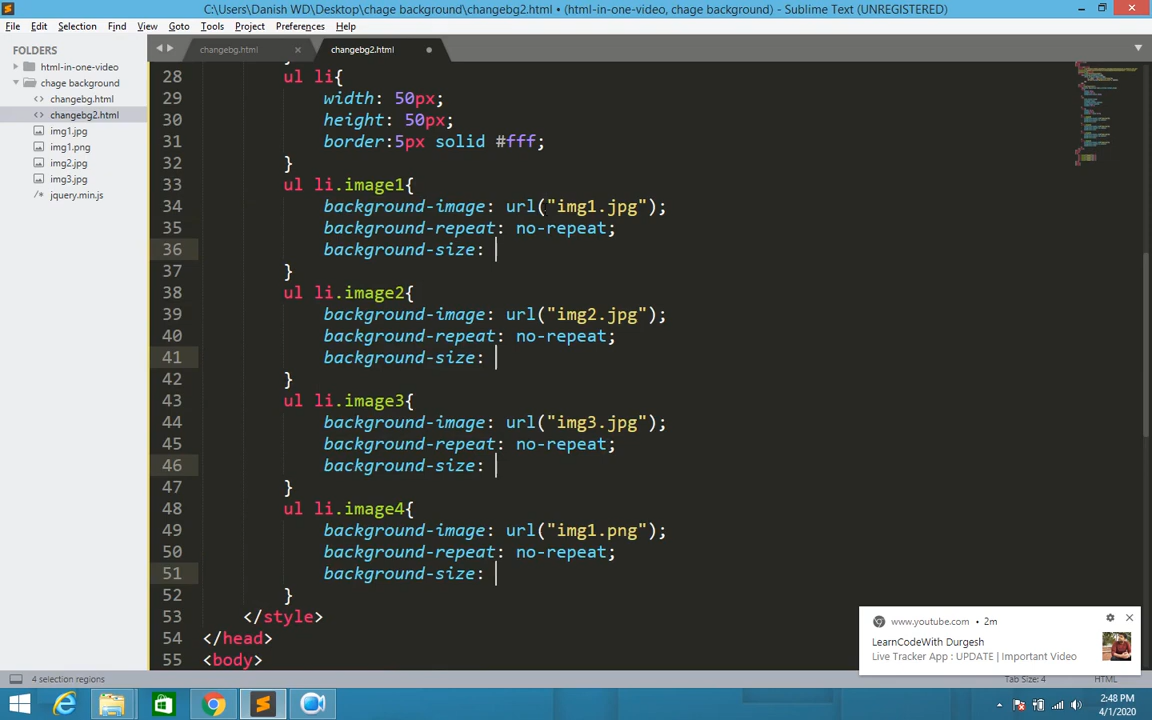 C:\Users\Danish WD\Desktop\chage background\changebg2.html • (html-in-one-video, chage background) - Sublime Text (UNREGISTERED)
File Edit Selection Find View Goto Tools Project Preferences Help
FOLDERS
html-in-one-video
chage background
changebg.html
changebg2.html
img1.jpg
img1.png
img2.jpg
img3.jpg
jquery.min.js
changebg.html changebg2.html
28 ul li{
29 width: 50px;
30 height: 50px;
31 border:5px solid #fff;
32 }
33 ul li.image1{
34 background-image: url("img1.jpg");
35 background-repeat: no-repeat;
36 background-size:
37 }
38 ul li.image2{
39 background-image: url("img2.jpg");
40 background-repeat: no-repeat;
41 background-size:
42 }
43 ul li.image3{
44 background-image: url("img3.jpg");
45 background-repeat: no-repeat;
46 background-size:
47 }
48 ul li.image4{
49 background-image: url("img1.png");
50 background-repeat: no-repeat;
51 background-size:
52 }
53 </style>
54 </head>
55 <body>
www.youtube.com • 2m
LearnCodeWith Durgesh
Live Tracker App : UPDATE | Important Video
4 selection regions
Tab Size: 4
HTML
2:48 PM
4/1/2020